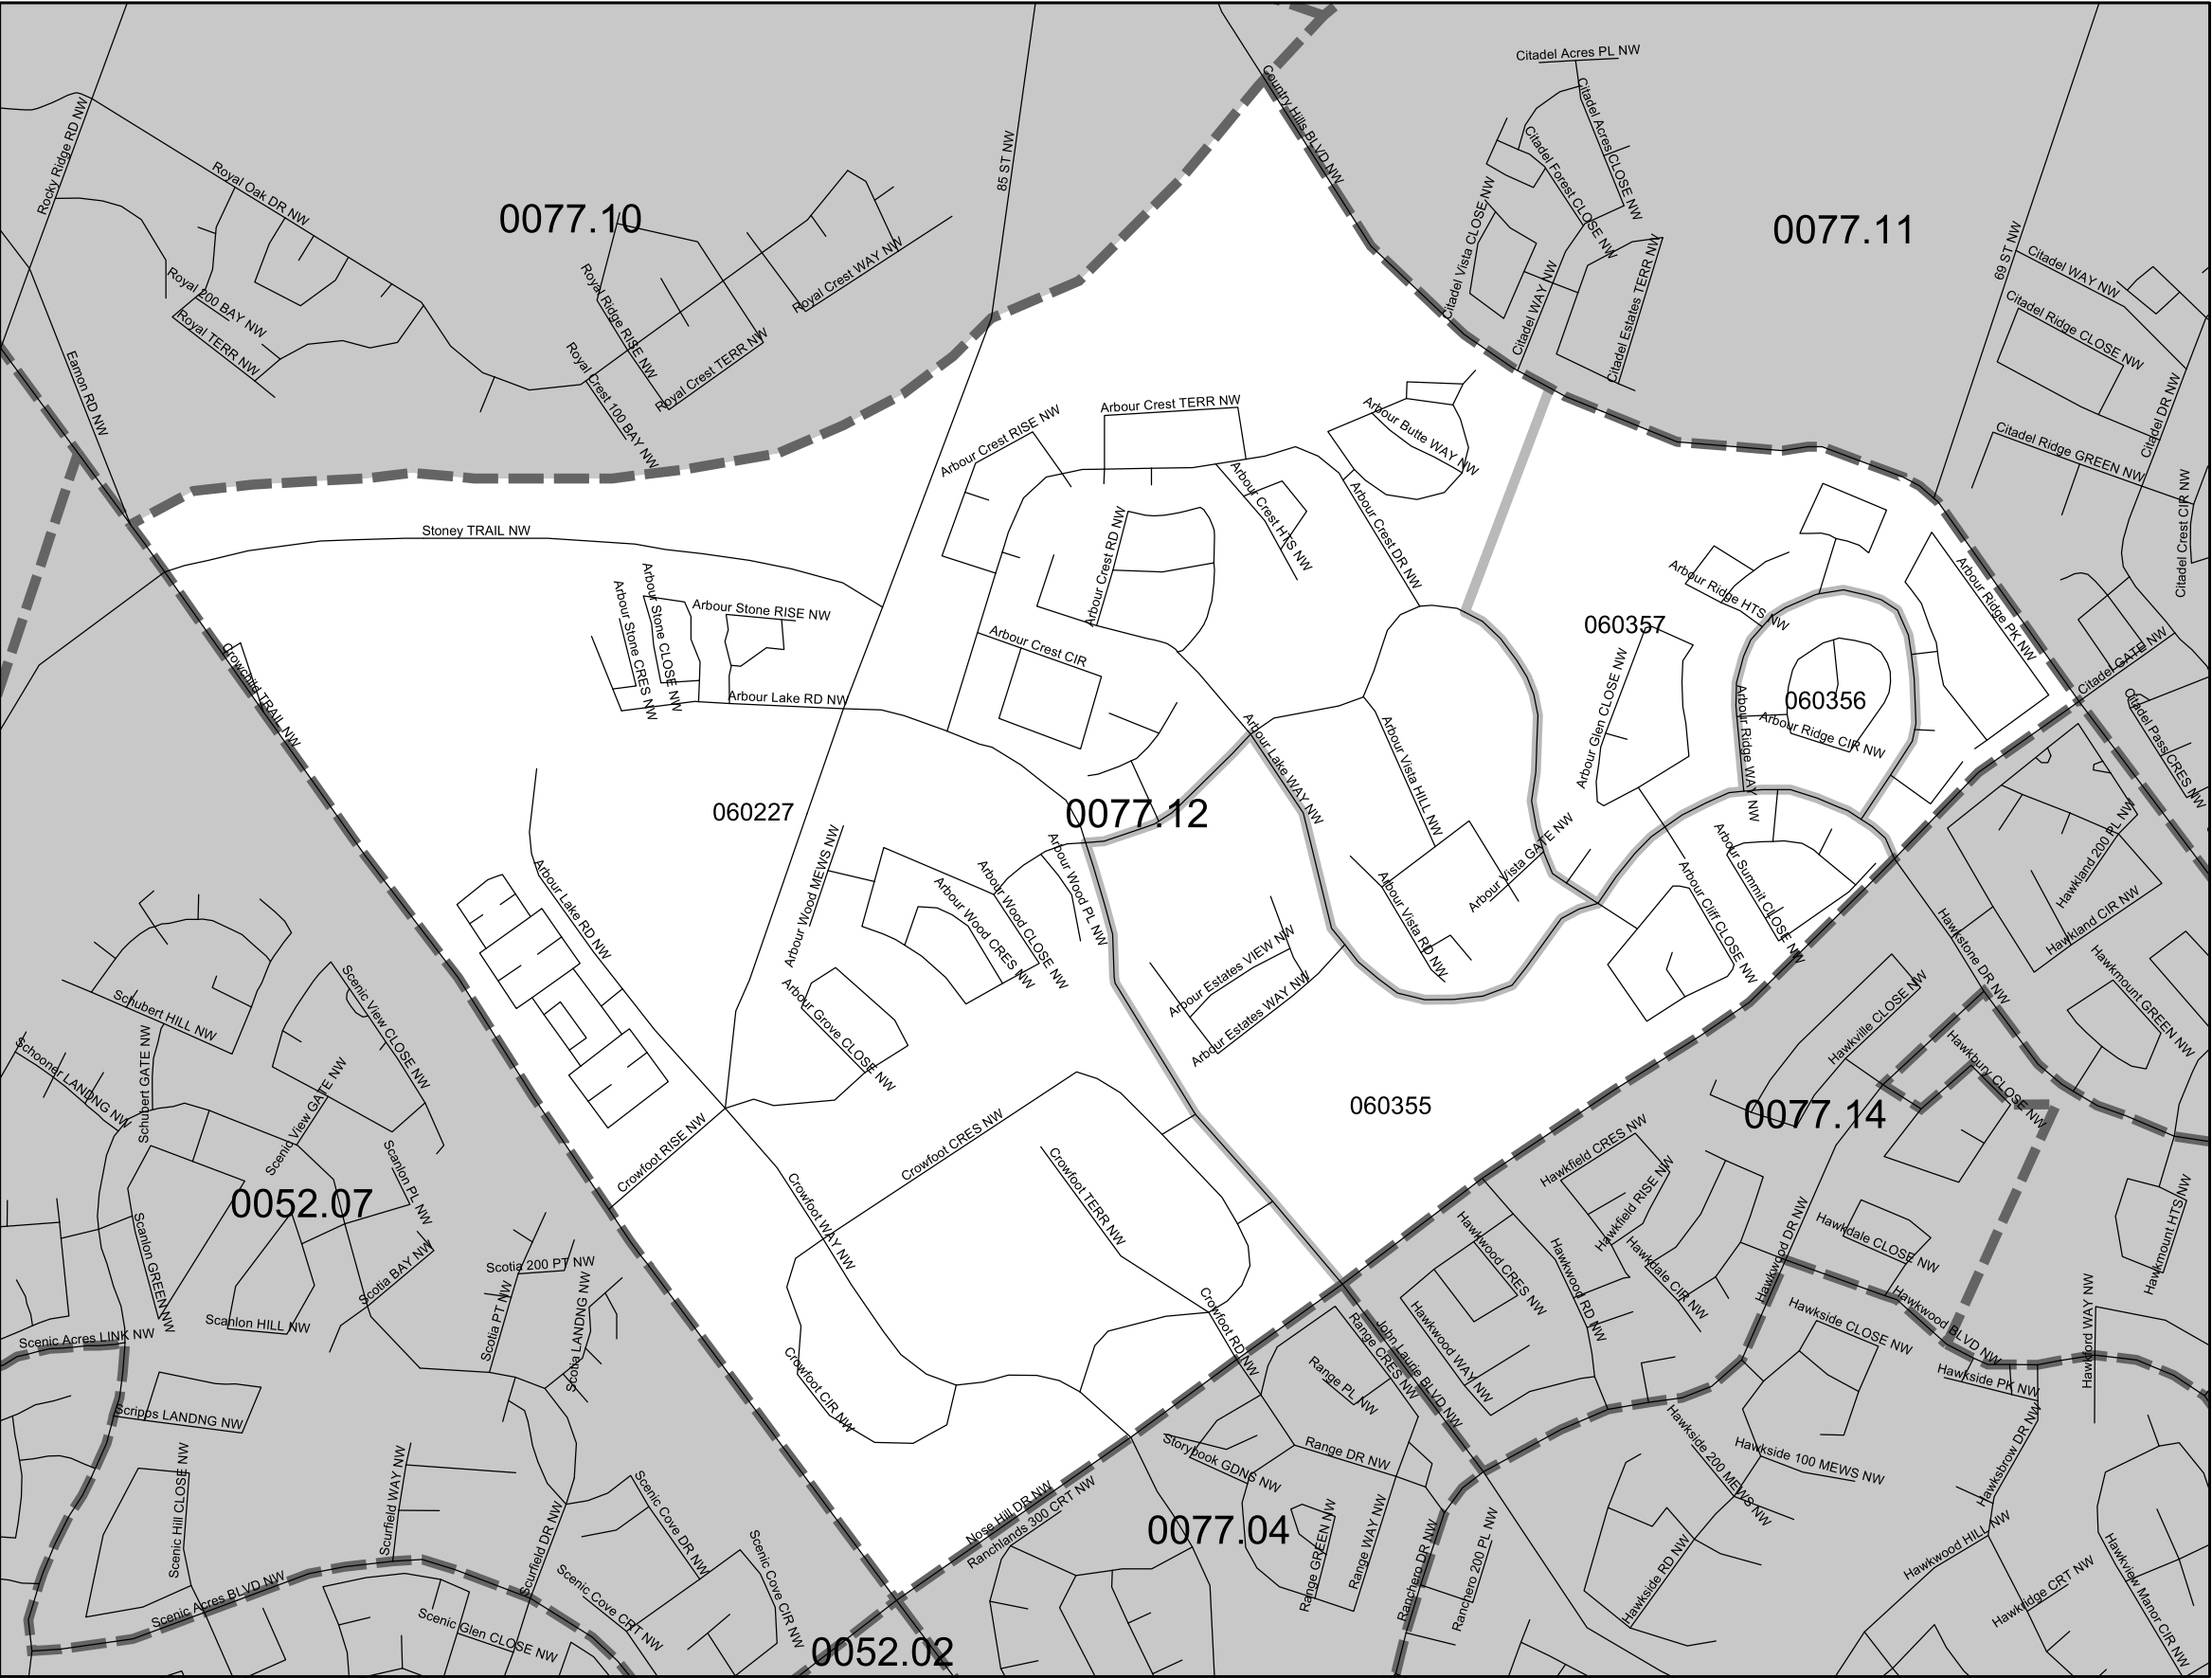 Citadel Acres PL NW
Country Hills BLVD NW
Citadel Acres CLOSE NW
Rocky Ridge RD NW
Citadel Forest CLOSE NW
85 ST NW
Royal Oak DR NW
0077.10
0077.11
Citadel Vista CLOSE NW
69 ST NW
Royal Crest WAY NW
Citadel WAY NW
Citadel WAY NW
Citadel Estates TERR NW
Royal 200 BAY NW
Royal Ridge RISE NW
Citadel Ridge CLOSE NW
Royal TERR NW
Eamon RD NW
Royal Crest 100 BAY NW
Royal Crest TERR NW
Citadel DR NW
Arbour Crest TERR NW
Arbour Crest RISE NW
Arbour Butte WAY NW
Citadel Ridge GREEN NW
Stoney TRAIL NW
Arbour Crest HTS NW
Arbour Crest DR NW
Citadel Crest CIR NW
Arbour Crest RD NW
Arbour Ridge HTS NW
Arbour Ridge PK NW
Arbour Stone CRES NW
Arbour Stone CLOSE NW
Arbour Stone RISE NW
060357
Arbour Crest CIR
Citadel GATE NW
Crowchild TRAIL NW
Arbour Lake RD NW
Arbour Glen CLOSE NW
060356
Arbour Ridge WAY NW
Arbour Ridge CIR NW
Citadel Pass CRES NW
Arbour Lake WAY NW
Arbour Vista HILL NW
060227
0077.12
Arbour Wood MEWS NW
Arbour Wood PL NW
Arbour Vista GATE NW
Arbour Summit CLOSE NW
Hawkland 200 PL NW
Arbour Lake RD NW
Arbour Wood CLOSE NW
Arbour Wood CRES NW
Arbour Vista RD NW
Arbour Cliff CLOSE NW
Hawkland CIR NW
Hawkstone DR NW
Arbour Estates VIEW NW
Arbour Estates WAY NW
Arbour Grove CLOSE NW
Scenic View CLOSE NW
Schubert HILL NW
Hawkville CLOSE NW
Hawkmount GREEN NW
Schooner LANDNG NW
Schubert GATE NW
Hawkbury CLOSE NW
Scenic View GATE NW
060355
0077.14
Crowfoot CRES NW
Crowfoot RISE NW
Hawkfield CRES NW
Scanlon PL NW
0052.07
Crowfoot TERR NW
Crowfoot WAY NW
Hawkfield RISE NW
Hawkmount HTS NW
Scanlon GREEN NW
Hawkwood DR NW
Hawkdale CLOSE NW
Hawkwood CRES NW
Hawkwood RD NW
Hawkdale CIR NW
Scotia BAY NW
Scotia 200 PT NW
Scotia PT NW
Scotia LANDNG NW
Scanlon HILL NW
Scenic Acres LINK NW
Crowfoot RD NW
Hawkside CLOSE NW
Hawkwood BLVD NW
Hawkford WAY NW
John Laurie BLVD NW
Range CRES NW
Hawkwood WAY NW
Crowfoot CIR NW
Range PL NW
Hawkside PK NW
Scripps LANDNG NW
Storybook GDNS NW
Range DR NW
Hawkside 200 MEWS NW
Hawkside 100 MEWS NW
Hawksbrow DR NW
Scenic Hill CLOSE NW
Scurfield WAY NW
Scurfield DR NW
Scenic Cove DR NW
Nose Hill DR NW
Ranchlands 300 CRT NW
0077.04
Range GREEN NW
Range WAY NW
Ranchero DR NW
Ranchero 200 PL NW
Hawkside RD NW
Hawkwood HILL NW
Hawkridge CRT NW
Hawkview Manor CIR NW
Scenic Acres BLVD NW
Scenic Cove CRT NW
Scenic Cove CIR NW
Scenic Glen CLOSE NW
0052.02